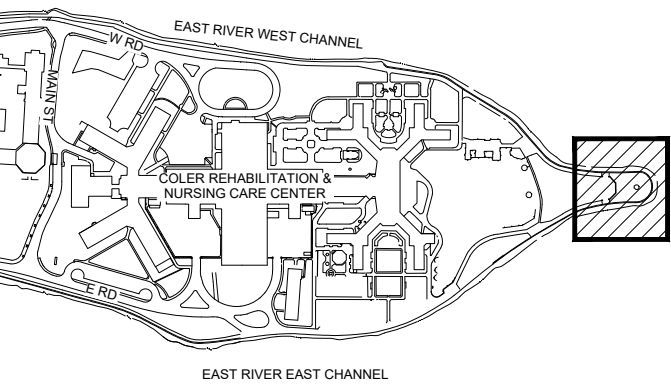 EAST RIVER WEST CHANNEL
W RD
MAIN ST
COLER REHABILITATION &
NURSING CARE CENTER
E RD
EAST RIVER EAST CHANNEL